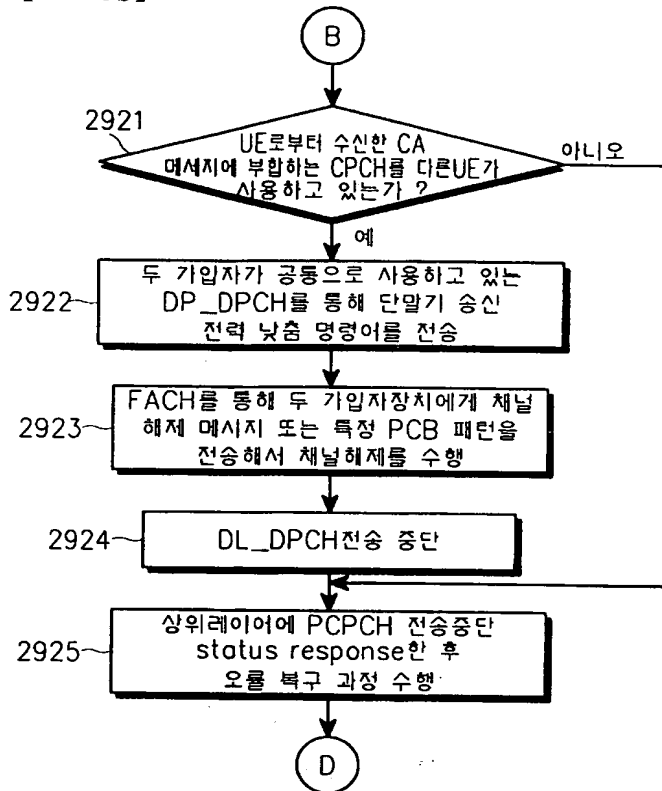 B
2921
UE로부터 수신한 CA
메세지에 부합하는 CPCH를 다른UE가
사용하고 있는가 ?
아니오
예
두 가입자가 공통으로 사용하고 있는
2922
DP_DPCH를 통해 단말기 송신
전력 낮춤 명령어를 전송
FACH를 통해 두 가입자장치에게 채널
2923
해제 메시지 또는 특정 PCB 패턴을
전송해서 채널해제를 수행
2924
DL_DPCH전송 중단
상위레이어에 PCPCH 전송중단
2925
status response한 후
오률 복구 과정 수행
D